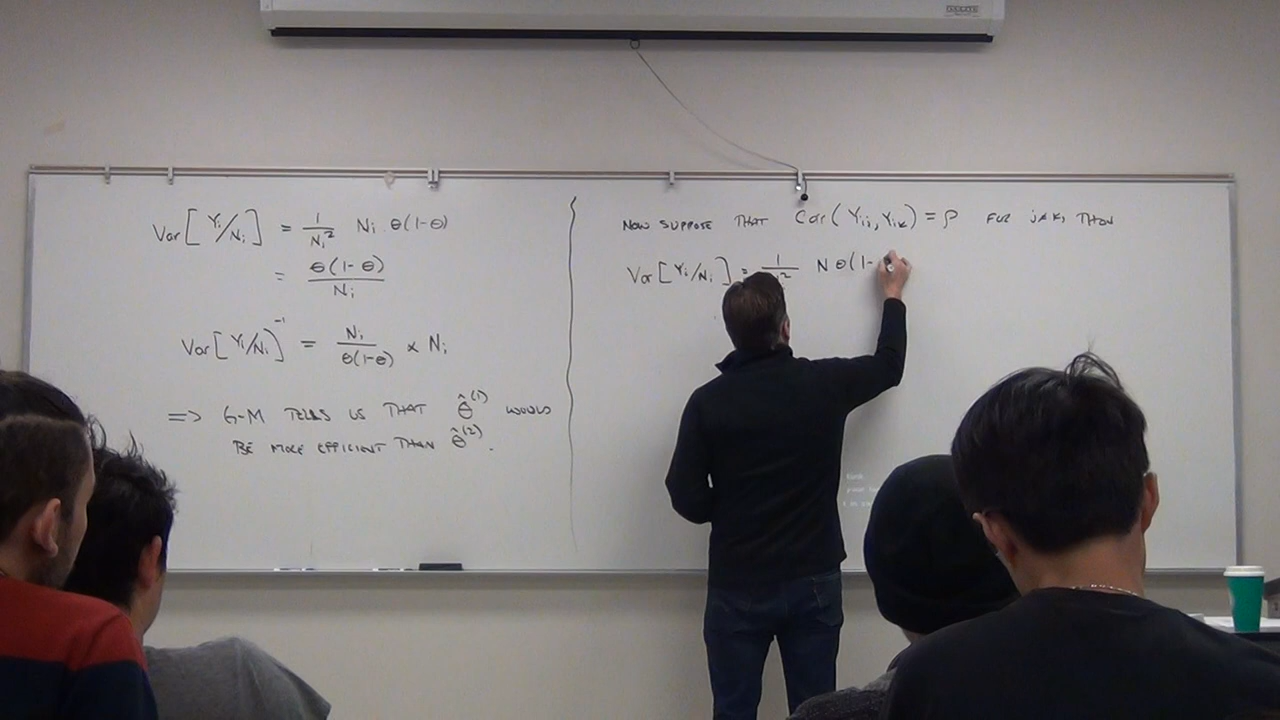 Var[Yi/Ni] = 1/Ni² Ni θ(1-θ)
= θ(1-θ)/Ni
Var[Yi/Ni]⁻¹ = Ni/θ(1-θ) ∝ Ni
=> G-M TELLS US THAT θ̂⁽¹⁾ WOULD
BE MORE EFFICIENT THAN θ̂⁽²⁾.
NOW SUPPOSE THAT Corr(Yij, Yik) = ρ FOR j≠k, THEN
Var[Yi/Ni] = 1/N² N θ(1-